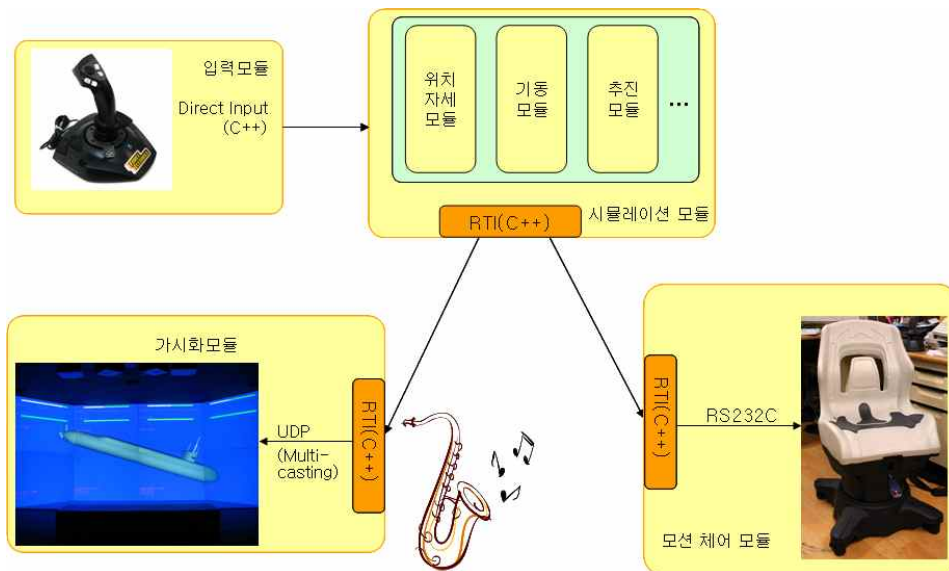 입력모듈
Direct Input
(C++)
위치
자세
모듈
기동
모듈
추진
모듈
...
RTI(C++)
시뮬레이션 모듈
가시화모듈
UDP
(Multi-
casting)
RTI(C++)
RTI(C++)
RS232C
모션 체어 모듈